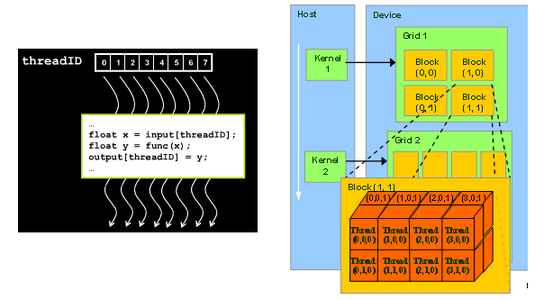 threadID 0 1 2 3 4 5 6 7
…
float x = input[threadID];
float y = func(x);
output[threadID] = y;
…
Host
Device
Grid 1
Kernel
1
Block
(0,0)
Block
(1,0)
Block
(0,1)
Block
(1,1)
Grid 2
Kernel
2
Block (1, 1)
(0,0,1) (1,0,1) (2,0,1) (3,0,1)
Thread
(0,0,0)
Thread
(1,0,0)
Thread
(2,0,0)
Thread
(3,0,0)
Thread
(0,1,0)
Thread
(1,1,0)
Thread
(2,1,0)
Thread
(3,1,0)